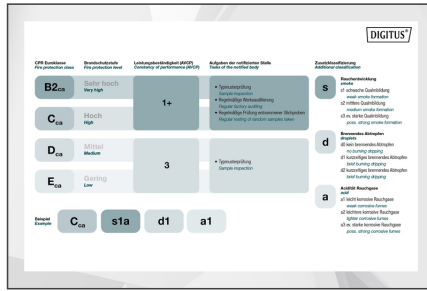 DIGITUS®
CPR Euroklasse
Fire protection class
Brandschutzstufe
Fire protection level
Leistungsbeständigkeit (AVCP)
Constancy of performance (AVCP)
Aufgaben der notifizierten Stelle
Tasks of the notified body
Zusatzklassifizierung
Additional classification
B2ca
Sehr hoch
Very high
1+
• Typenunterprüfung
Sample inspection
• Regelmäßige Werksauditierung
Regular factory auditing
• Regelmäßige Prüfung entnommener Stichproben
Regular testing of random samples taken
Cca
Hoch
High
Dca
Mittel
Medium
3
• Typunterprüfung
Sample inspection
Eca
Gering
Low
s
Rauchentwicklung
smoke
s1 schwache Qualmbildung
weak smoke formation
s2 mittlere Qualmbildung
medium smoke formation
s3 ev. starke Qualmbildung
poss. strong smoke formation
d
Brennendes Abtropfen
droplets
d0 kein brennendes Abtropfen
no burning dripping
d1 kurzzeitiges brennendes Abtropfen
brief burning dripping
d2 kurzzeitiges brennendes Abtropfen
brief burning dripping
a
Acidität Rauchgase
acid
a1 leicht korrosive Rauchgase
weak corrosive fumes
a2 leichtere korrosive Rauchgase
lighter corrosive fumes
a3 ev. starke korrosive Rauchgase
poss. strong corrosive fumes
Beispiel
Example
Cca
s1a
d1
a1